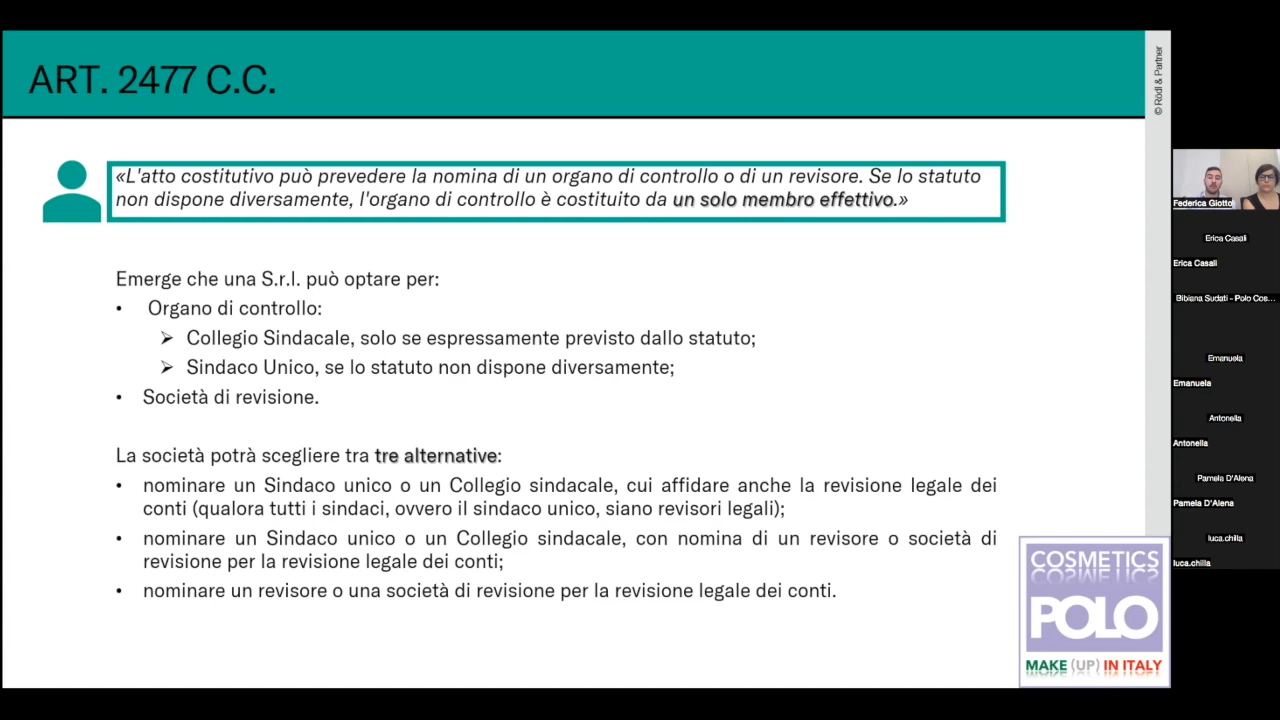 ART. 2477 C.C.
© Rödl & Partner
«L'atto costitutivo può prevedere la nomina di un organo di controllo o di un revisore. Se lo statuto
non dispone diversamente, l'organo di controllo è costituito da un solo membro effettivo.»
Emerge che una S.r.l. può optare per:
• Organo di controllo:
➢ Collegio Sindacale, solo se espressamente previsto dallo statuto;
➢ Sindaco Unico, se lo statuto non dispone diversamente;
• Società di revisione.
La società potrà scegliere tra tre alternative:
• nominare un Sindaco unico o un Collegio sindacale, cui affidare anche la revisione legale dei
conti (qualora tutti i sindaci, ovvero il sindaco unico, siano revisori legali);
• nominare un Sindaco unico o un Collegio sindacale, con nomina di un revisore o società di
revisione per la revisione legale dei conti;
• nominare un revisore o una società di revisione per la revisione legale dei conti.
COSMETICS
POLO
MAKE (UP) IN ITALY
Federica Giotto
Erica Casali
Erica Casali
Bibiana Sudati - Polo Cos...
Emanuela
Emanuela
Antonella
Antonella
Pamela D'Alena
Pamela D'Alena
luca.chilla
luca.chilla